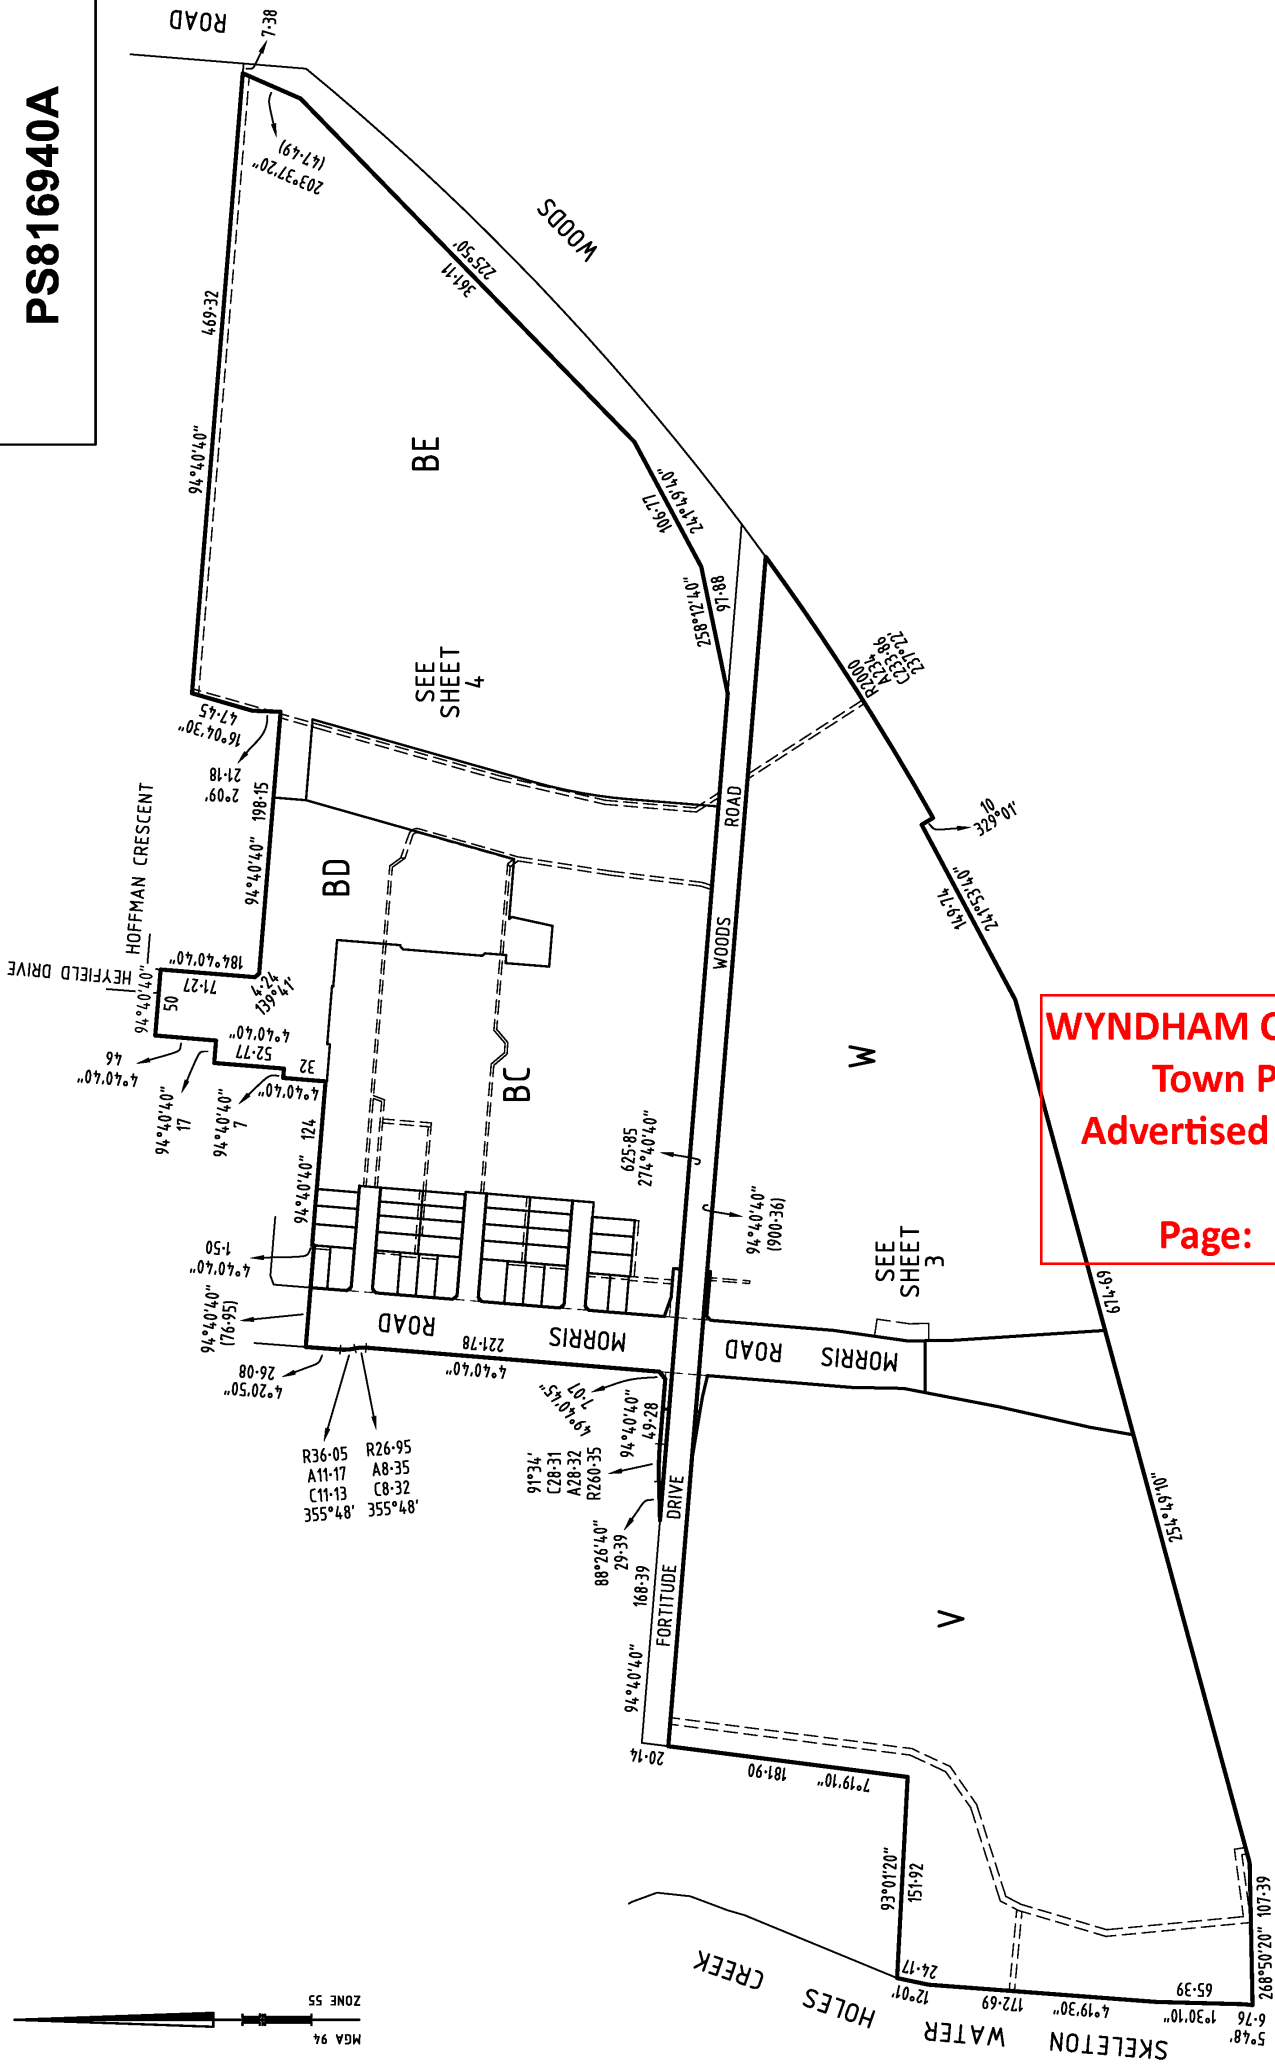 PS816940A
ROAD
7·38
(47·49)
203°37'20"
WOODS
469·32
94°40'40"
225°50'
361·11
BE
106·77
241°49'40"
258°12'40"
97·88
SEE
SHEET
4
47·45
16°04'30"
21·18
2°09'
198·15
94°40'40"
R2000
A234
C233·86
237°22'
ROAD
WOODS
10
329°01'
149·74
241°53'40"
HOFFMAN CRESCENT
HEYFIELD DRIVE
BD
184°40'40"
71·27
4·24
139°41'
94°40'40"
50
46
4°40'40"
4°40'40"
52·77
94°40'40"
17
94°40'40"
7
32
4°40'40"
124
94°40'40"
BC
W
WYNDHAM C
Town P
Advertised
Page:
625·85
274°40'40"
94°40'40"
(900·36)
SEE
SHEET
3
674·69
1·50
4°40'40"
94°40'40"
(76·95)
26·08
4°20'50"
MORRIS ROAD
221·78
4°40'40"
MORRIS ROAD
R36·05
A11·17
C11·13
355°48'
R26·95
A8·35
C8·32
355°48'
7·07
49°40'45"
94°40'40"
49·28
91°34'
C28·31
A28·32
R260·35
88°26'40"
29·39
168·39
94°40'40"
FORTITUDE DRIVE
254°49'10"
V
20·14
181·90
7°19'10"
93°01'20"
151·92
24·17
12°01'
172·69
4°19'30"
65·39
1°30'10"
107·39
268°50'20"
6·76
5°48'
SKELETON WATER HOLES CREEK
MGA 94
ZONE 55